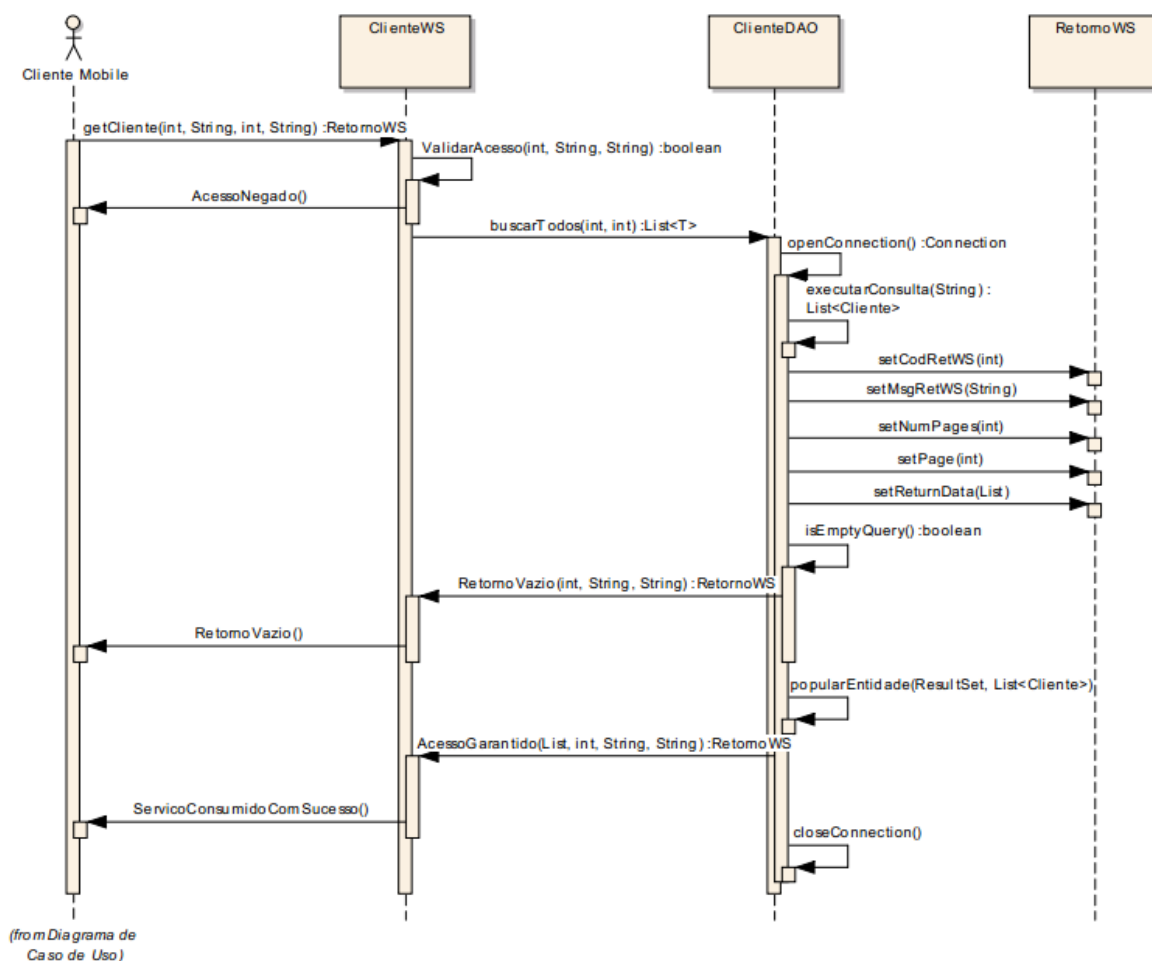 ClienteWS
ClienteDAO
RetornoWS
Cliente Mobile
getCliente(int, String, int, String) :RetornoWS
ValidarAcesso(int, String, String) :boolean
AcessoNegado()
buscarTodos(int, int) :List<T>
openConnection() :Connection
executarConsulta(String) :
List<Cliente>
setCodRetWS(int)
setMsgRetWS(String)
setNumPages(int)
setPage(int)
setReturnData(List)
isEmptyQuery() :boolean
RetornoVazio(int, String, String) :RetornoWS
RetornoVazio()
popularEntidade(ResultSet, List<Cliente>)
AcessoGarantido(List, int, String, String) :RetornoWS
ServicoConsumidoComSucesso()
closeConnection()
(from Diagrama de
Caso de Uso)